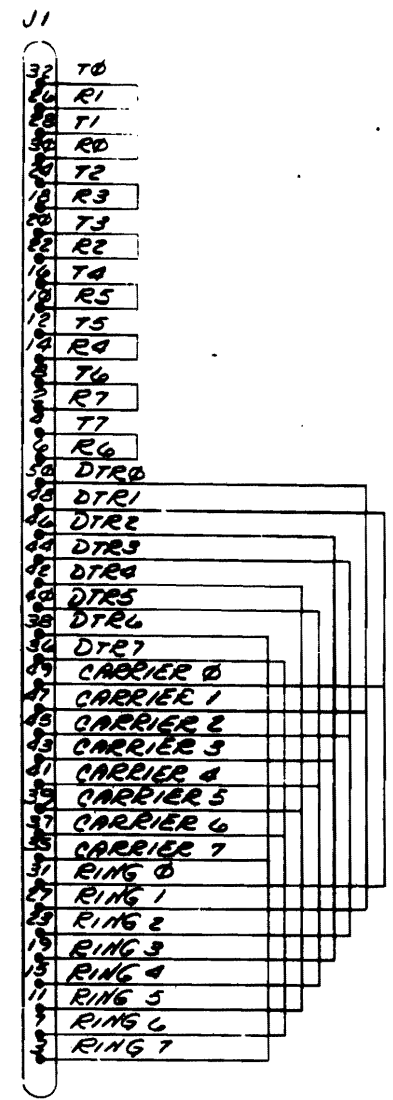 J1
32 TØ
26 R1
28 T1
30 RØ
24 T2
18 R3
20 T3
22 R2
16 T4
10 R5
12 T5
14 R4
8 T6
R7
T7
6 R6
50 DTRØ
48 DTR1
46 DTR2
44 DTR3
42 DTR4
40 DTR5
38 DTR6
36 DTR7
49 CARRIER Ø
47 CARRIER 1
45 CARRIER 2
43 CARRIER 3
41 CARRIER 4
39 CARRIER 5
37 CARRIER 6
35 CARRIER 7
31 RING Ø
27 RING 1
23 RING 2
19 RING 3
15 RING 4
11 RING 5
7 RING 6
RING 7